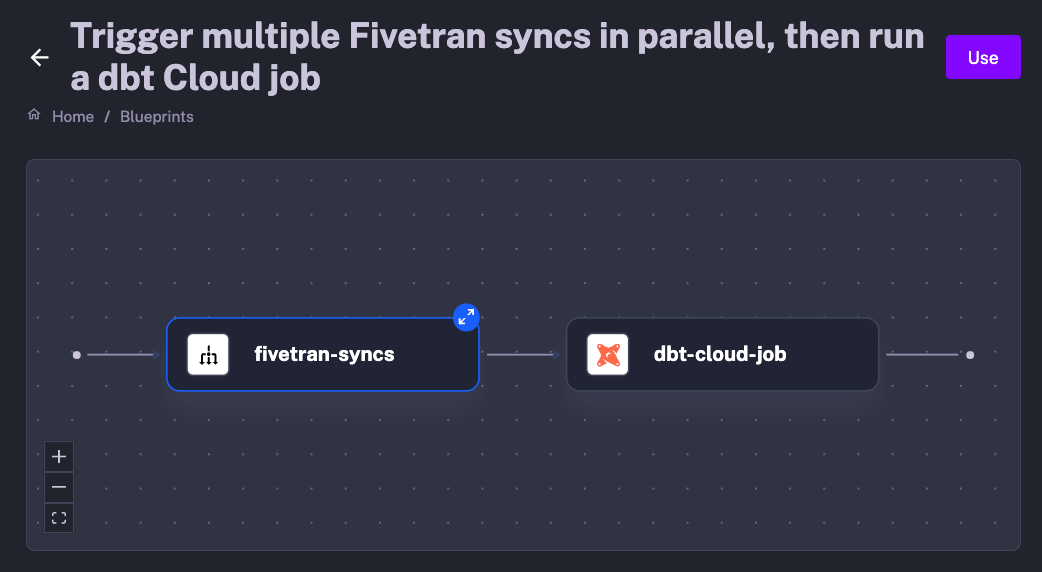 Trigger multiple Fivetran syncs in parallel, then run
a dbt Cloud job
Use
Home / Blueprints
fivetran-syncs
dbt-cloud-job